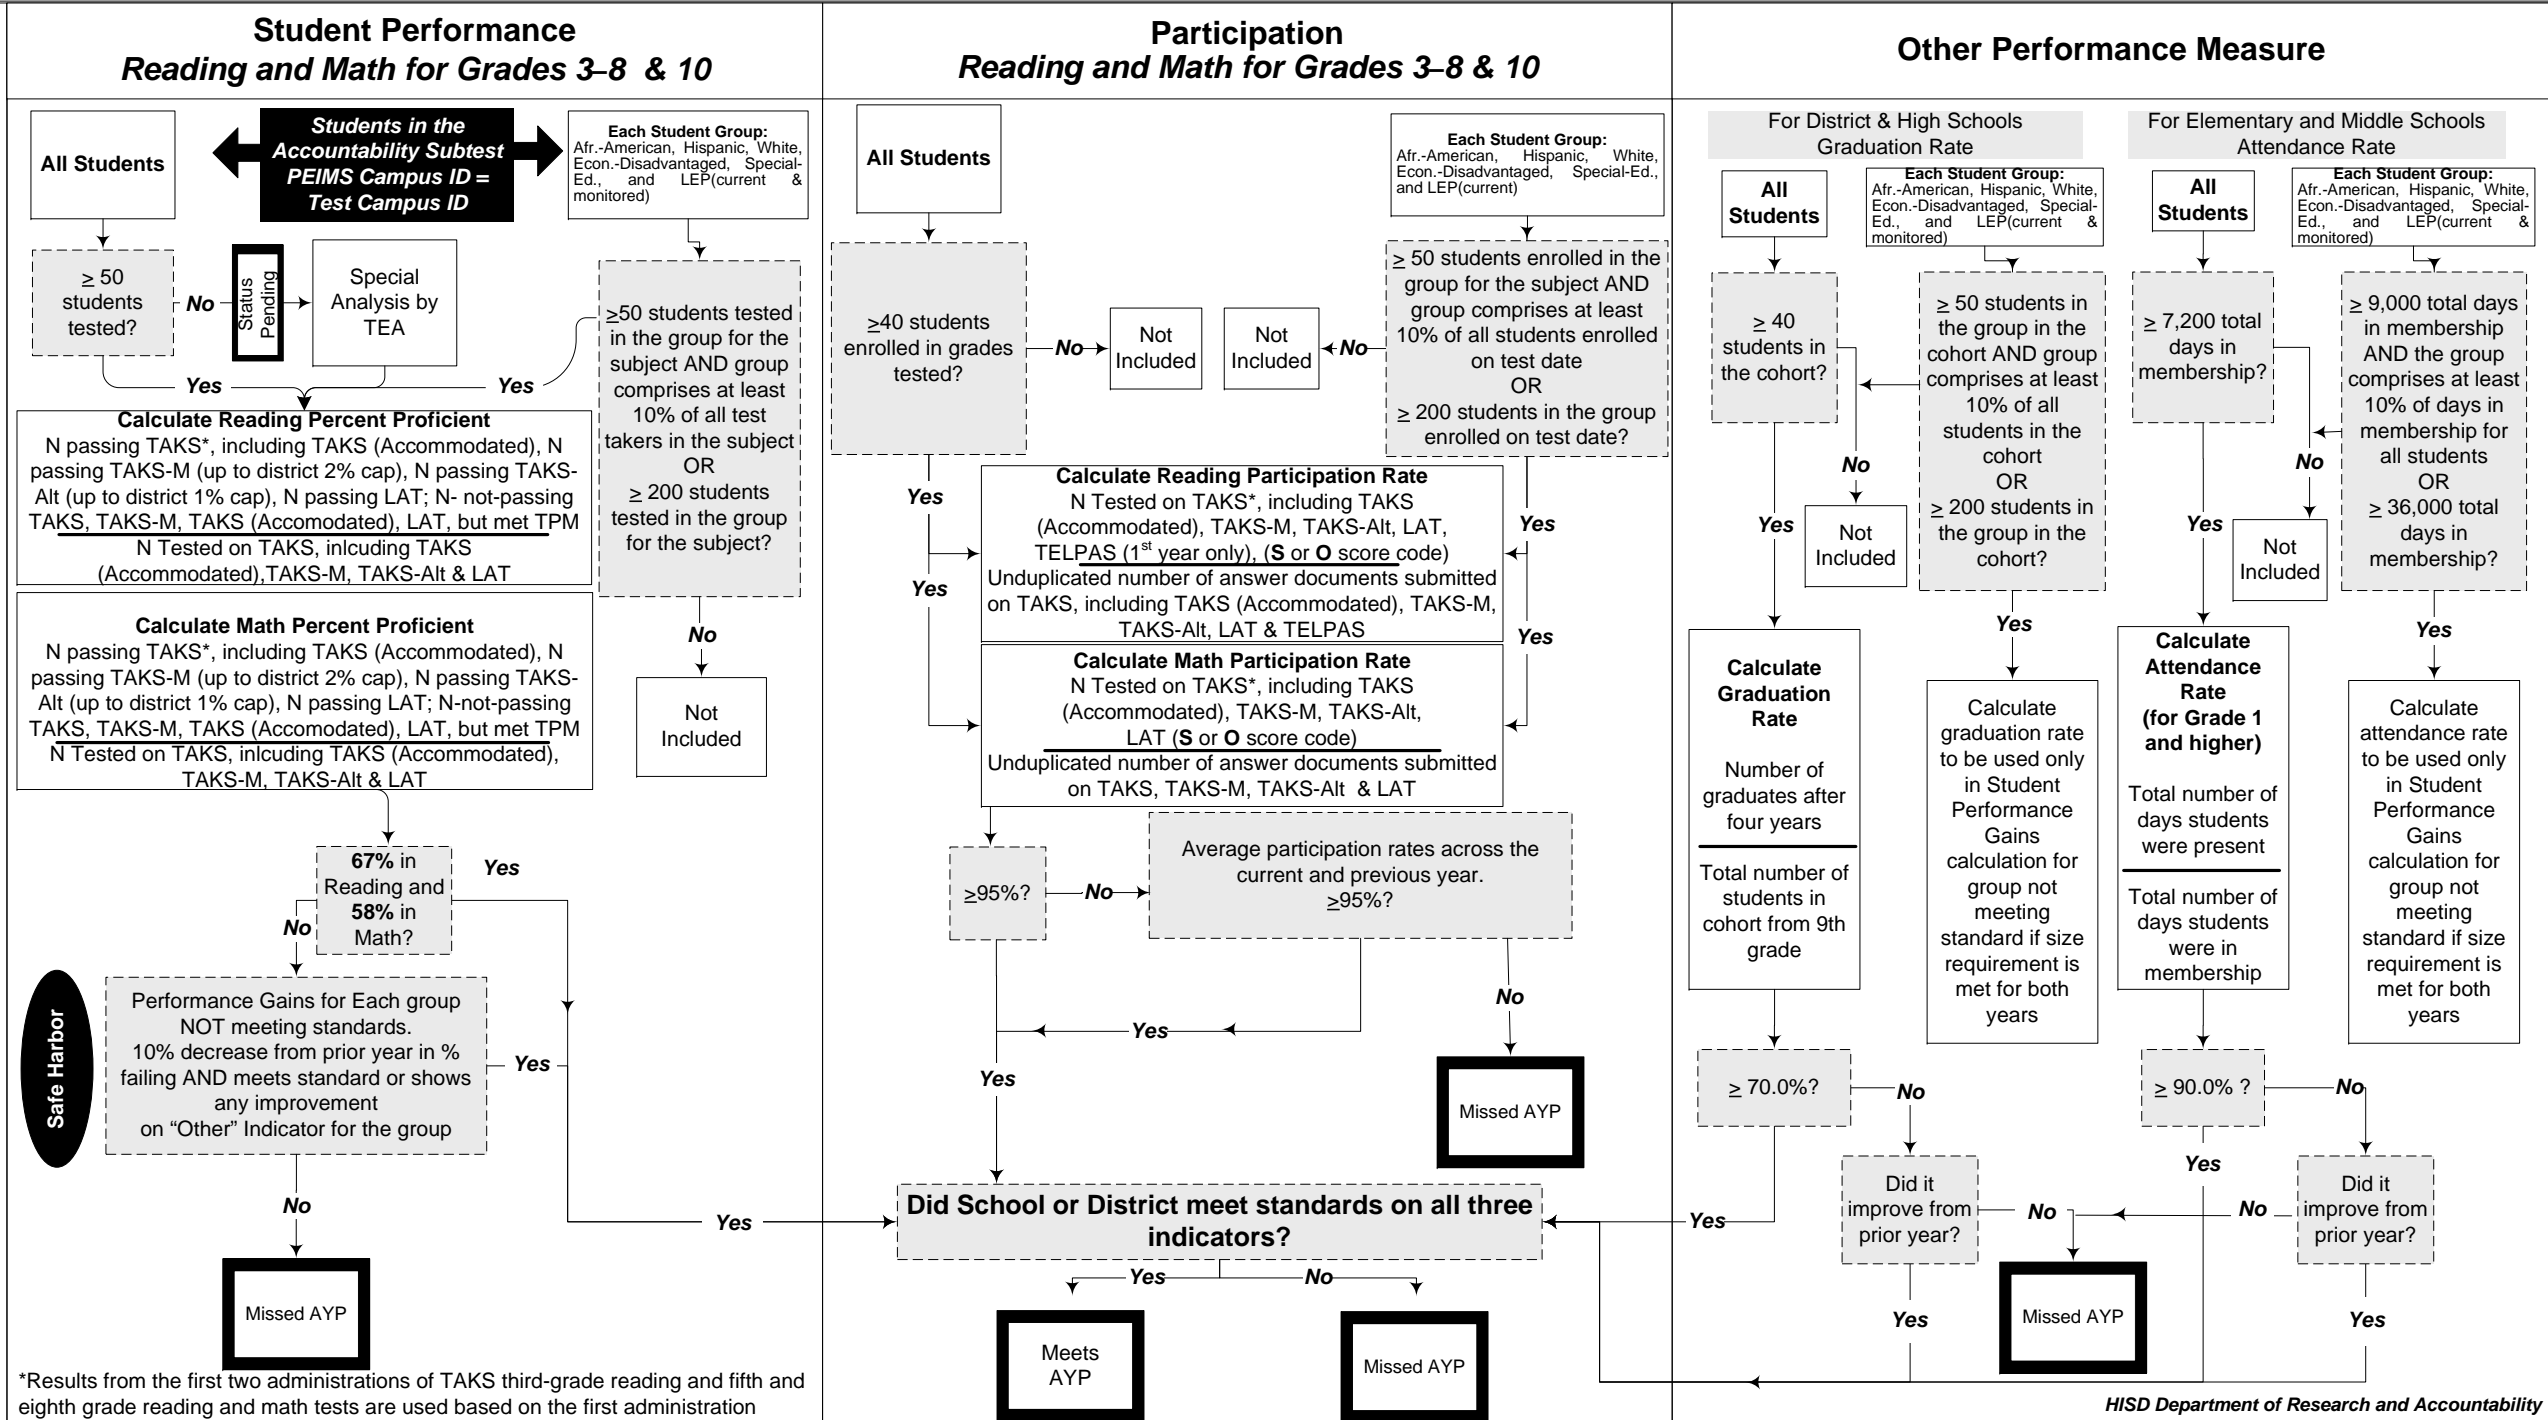 Student Performance
Reading and Math for Grades 3–8 & 10
All Students
Students in the
Accountability Subtest
PEIMS Campus ID =
Test Campus ID
Each Student Group:
Afr.-American, Hispanic, White,
Econ.-Disadvantaged, Special-
Ed., and LEP(current &
monitored)
≥ 50
students
tested?
No
Status
Pending
Special
Analysis by
TEA
≥50 students tested
in the group for the
subject AND group
comprises at least
10% of all test
takers in the subject
OR
≥ 200 students
tested in the group
for the subject?
Yes
Yes
Calculate Reading Percent Proficient
N passing TAKS*, including TAKS (Accommodated), N
passing TAKS-M (up to district 2% cap), N passing TAKS-
Alt (up to district 1% cap), N passing LAT; N- not-passing
TAKS, TAKS-M, TAKS (Accomodated), LAT, but met TPM
N Tested on TAKS, inlcuding TAKS
(Accommodated),TAKS-M, TAKS-Alt & LAT
Calculate Math Percent Proficient
N passing TAKS*, including TAKS (Accommodated), N
passing TAKS-M (up to district 2% cap), N passing TAKS-
Alt (up to district 1% cap), N passing LAT; N-not-passing
TAKS, TAKS-M, TAKS (Accomodated), LAT, but met TPM
N Tested on TAKS, inlcuding TAKS (Accommodated),
TAKS-M, TAKS-Alt & LAT
No
Not
Included
67% in
Reading and
58% in
Math?
Yes
No
Safe Harbor
Performance Gains for Each group
NOT meeting standards.
10% decrease from prior year in %
failing AND meets standard or shows
any improvement
on “Other” Indicator for the group
Yes
No
Missed AYP
Yes
*Results from the first two administrations of TAKS third-grade reading and fifth and
eighth grade reading and math tests are used based on the first administration
Participation
Reading and Math for Grades 3–8 & 10
All Students
Each Student Group:
Afr.-American, Hispanic, White,
Econ.-Disadvantaged, Special-Ed.,
and LEP(current)
≥40 students
enrolled in grades
tested?
No
Not
Included
Not
Included
No
≥ 50 students enrolled in the
group for the subject AND
group comprises at least
10% of all students enrolled
on test date
OR
≥ 200 students in the group
enrolled on test date?
Yes
Yes
Calculate Reading Participation Rate
N Tested on TAKS*, including TAKS
(Accommodated), TAKS-M, TAKS-Alt, LAT,
TELPAS (1st year only), (S or O score code)
Unduplicated number of answer documents submitted
on TAKS, including TAKS (Accommodated), TAKS-M,
TAKS-Alt, LAT & TELPAS
Yes
Yes
Calculate Math Participation Rate
N Tested on TAKS*, including TAKS
(Accommodated), TAKS-M, TAKS-Alt,
LAT (S or O score code)
Unduplicated number of answer documents submitted
on TAKS, TAKS-M, TAKS-Alt & LAT
≥95%?
No
Average participation rates across the
current and previous year.
≥95%?
No
Yes
Yes
Missed AYP
Did School or District meet standards on all three
indicators?
Yes
No
Meets
AYP
Missed AYP
Other Performance Measure
For District & High Schools
Graduation Rate
All
Students
Each Student Group:
Afr.-American, Hispanic, White,
Econ.-Disadvantaged, Special-
Ed., and LEP(current &
monitored)
≥ 40
students in
the cohort?
≥ 50 students in
the group in the
cohort AND group
comprises at least
10% of all
students in the
cohort
OR
≥ 200 students in
the group in the
cohort?
No
Yes
Not
Included
Yes
Calculate
Graduation
Rate
Number of
graduates after
four years
Total number of
students in
cohort from 9th
grade
Calculate
graduation rate
to be used only
in Student
Performance
Gains
calculation for
group not
meeting
standard if size
requirement is
met for both
years
≥ 70.0%?
No
Yes
Did it
improve from
prior year?
No
Yes
For Elementary and Middle Schools
Attendance Rate
All
Students
Each Student Group:
Afr.-American, Hispanic, White,
Econ.-Disadvantaged, Special-
Ed., and LEP(current &
monitored)
≥ 7,200 total
days in
membership?
≥ 9,000 total days
in membership
AND the group
comprises at least
10% of days in
membership for
all students
OR
≥ 36,000 total
days in
membership?
No
Yes
Not
Included
Yes
Calculate
Attendance
Rate
(for Grade 1
and higher)
Total number of
days students
were present
Total number of
days students
were in
membership
Calculate
attendance rate
to be used only
in Student
Performance
Gains
calculation for
group not
meeting
standard if size
requirement is
met for both
years
≥ 90.0% ?
No
Yes
Did it
improve from
prior year?
No
Missed AYP
Yes
HISD Department of Research and Accountability